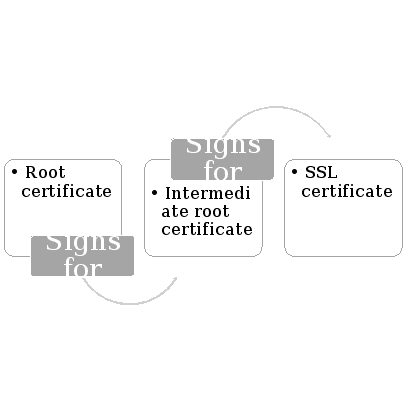 • Root
certificate
Signs
for
Signs
for
• Intermedi
ate root
certificate
• SSL
certificate